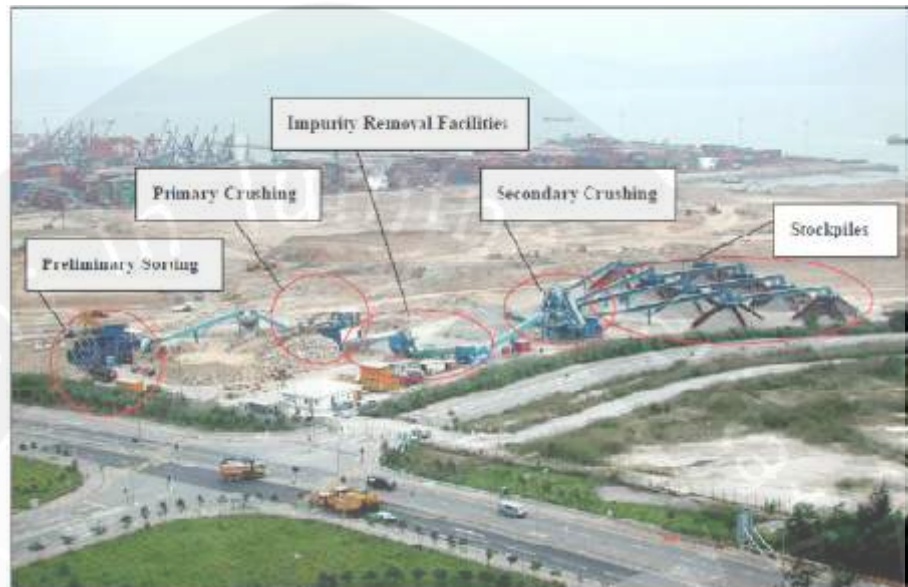 Impurity Removal Facilities
Primary Crushing
Secondary Crushing
Stockpiles
Preliminary Sorting